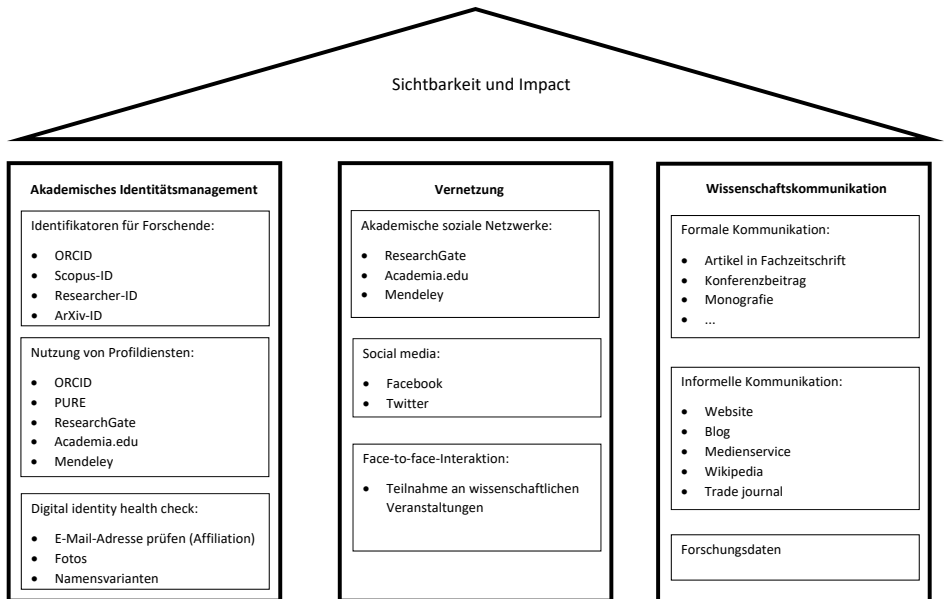 Sichtbarkeit und Impact
Akademisches Identitätsmanagement
Identifikatoren für Forschende:
• ORCID
• Scopus-ID
• Researcher-ID
• ArXiv-ID
Nutzung von Profildiensten:
• ORCID
• PURE
• ResearchGate
• Academia.edu
• Mendeley
Digital identity health check:
• E-Mail-Adresse prüfen (Affiliation)
• Fotos
• Namensvarianten
Vernetzung
Akademische soziale Netzwerke:
• ResearchGate
• Academia.edu
• Mendeley
Social media:
• Facebook
• Twitter
Face-to-face-Interaktion:
• Teilnahme an wissenschaftlichen
Veranstaltungen
Wissenschaftskommunikation
Formale Kommunikation:
• Artikel in Fachzeitschrift
• Konferenzbeitrag
• Monografie
• ...
Informelle Kommunikation:
• Website
• Blog
• Medienservice
• Wikipedia
• Trade journal
Forschungsdaten